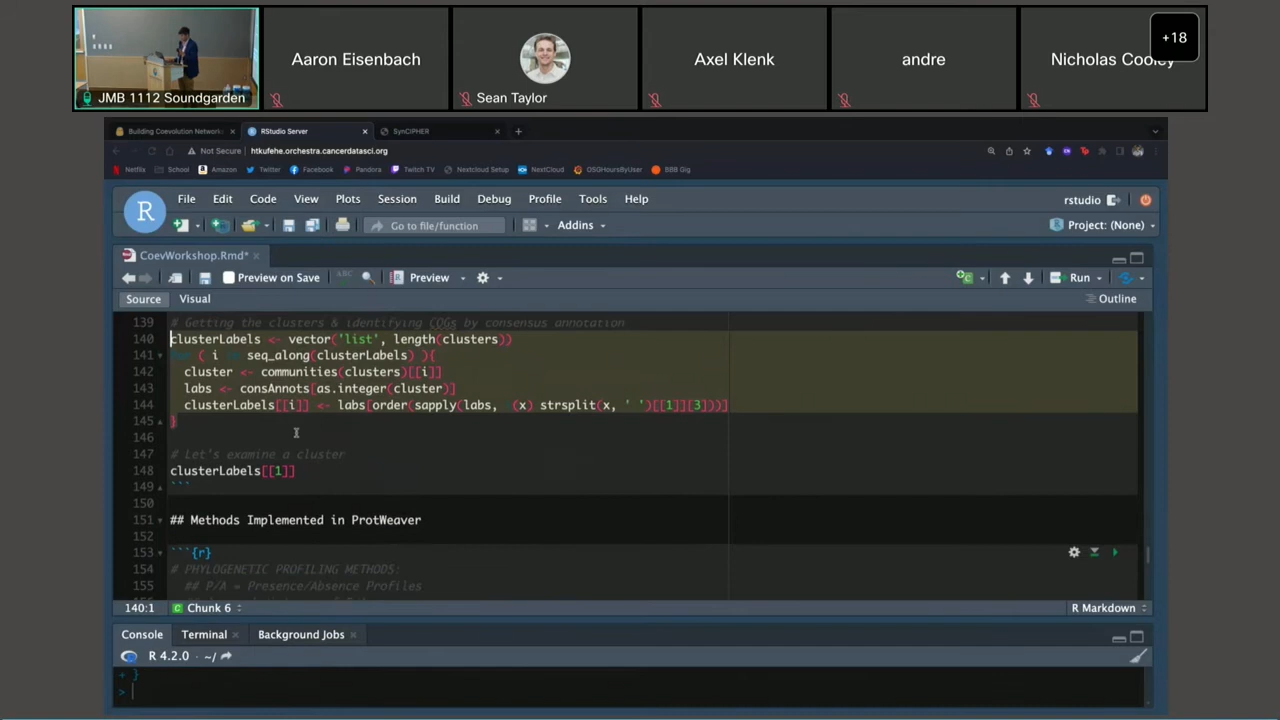 JMB 1112 Soundgarden
Aaron Eisenbach
Sean Taylor
Axel Klenk
andre
Nicholas Cooley
+18
Building Coevolution Network
RStudio Server
SynCIPHER
Not Secure
htkufehe.orchestra.cancerdatasci.org
Netflix
School
Amazon
Twitter
Facebook
Pandora
Twitch TV
Nextcloud Setup
NextCloud
OSGHoursByUser
BBB Gig
R
File
Edit
Code
View
Plots
Session
Build
Debug
Profile
Tools
Help
rstudio
Go to file/function
Addins
Project: (None)
CoevWorkshop.Rmd*
Preview on Save
ABC
Preview
Run
Source
Visual
Outline
139 # Getting the clusters & identifying COGs by consensus annotation
140 clusterLabels <- vector('list', length(clusters))
141 ( i seq_along(clusterLabels) ){
142 cluster <- communities(clusters)[[i]]
143 labs <- consAnnots[as.integer(cluster)]
144 clusterLabels[[i]] <- labs[order(sapply(labs, (x) strsplit(x, ' ')[[1]][3]))]
145 }
146
147 # Let's examine a cluster
148 clusterLabels[[1]]
149 ```
150
151 ## Methods Implemented in ProtWeaver
152
153 ```{r}
154 # PHYLOGENETIC PROFILING METHODS:
155 ## P/A = Presence/Absence Profiles
140:1
C Chunk 6
R Markdown
Console
Terminal
Background Jobs
R 4.2.0 · ~/
+ }
>